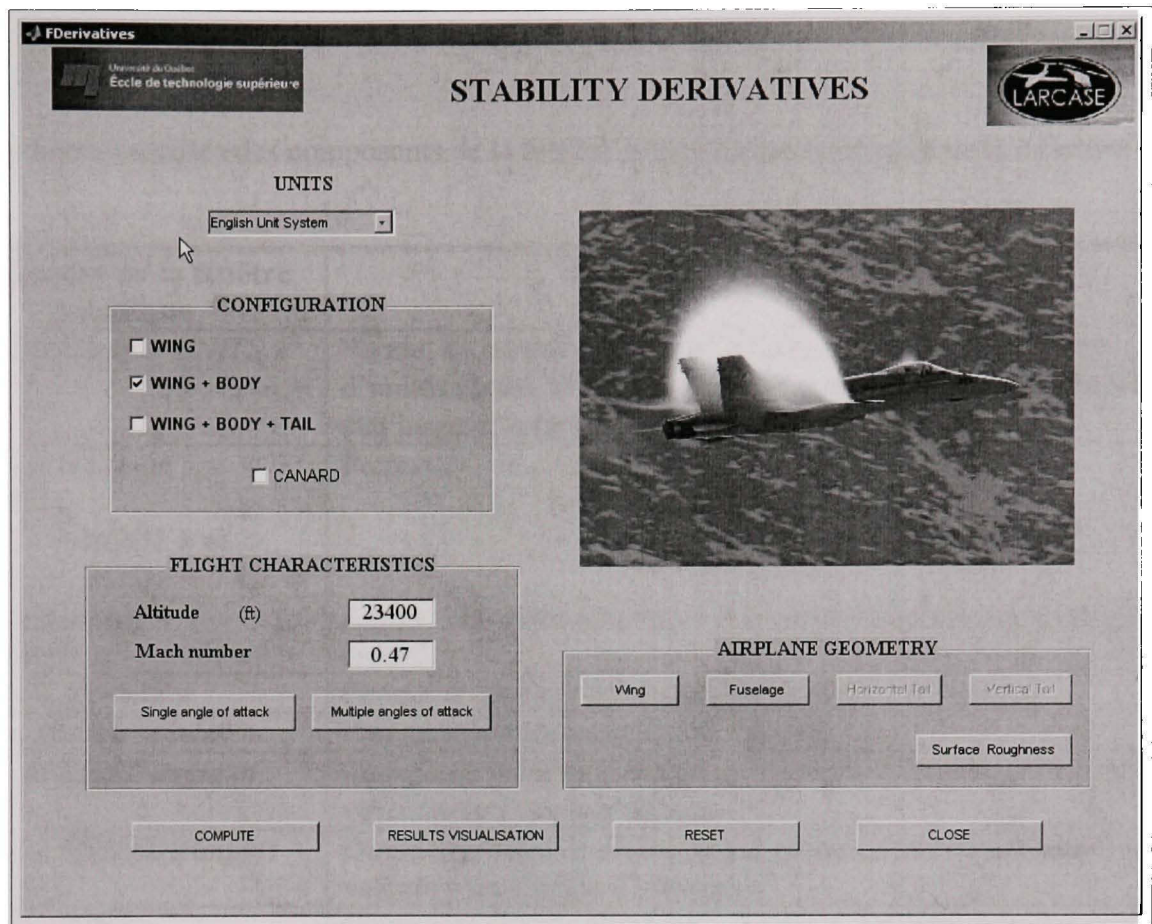 FDerivatives
Université du Québec
École de technologie supérieure
STABILITY DERIVATIVES
LARCASE
UNITS
English Unit System
CONFIGURATION
WING
WING + BODY
WING + BODY + TAIL
CANARD
FLIGHT CHARACTERISTICS
Altitude (ft) 23400
Mach number 0.47
Single angle of attack Multiple angles of attack
AIRPLANE GEOMETRY
Wing Fuselage Horizontal Tail Vertical Tail
Surface Roughness
COMPUTE RESULTS VISUALISATION RESET CLOSE